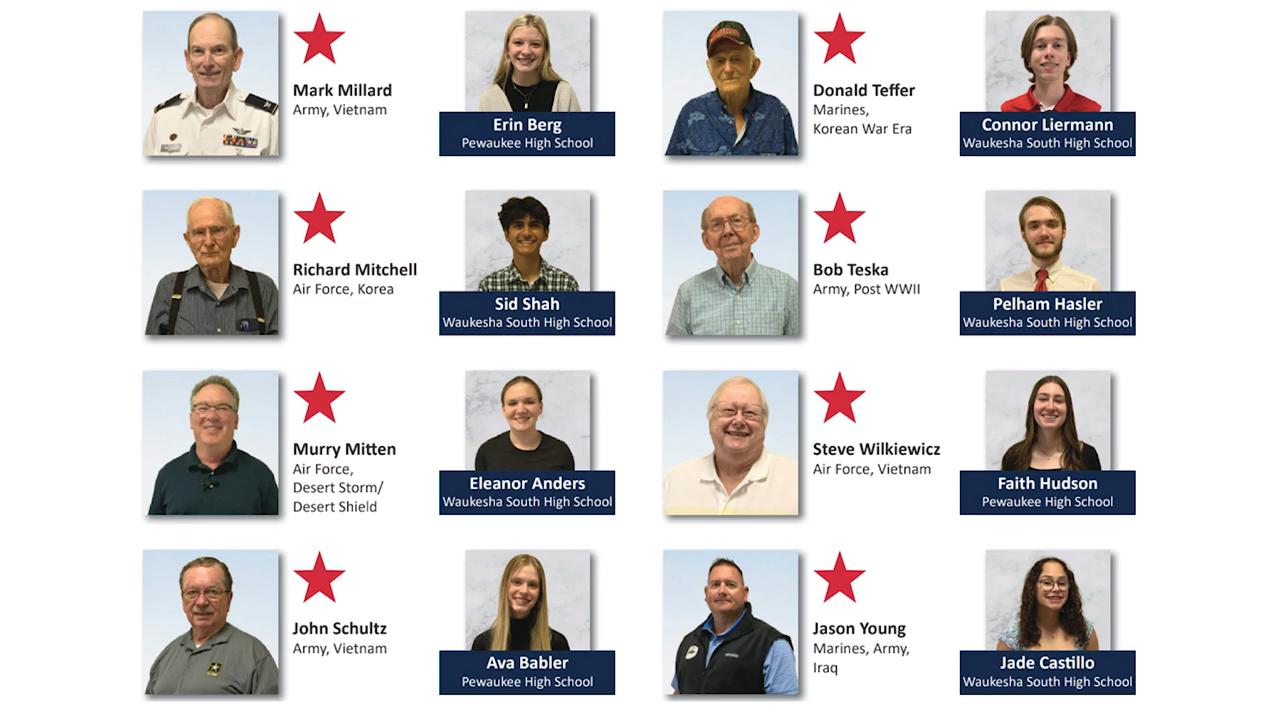 Mark Millard
Army, Vietnam
Erin Berg
Pewaukee High School
Donald Teffer
Marines,
Korean War Era
Connor Liermann
Waukesha South High School
Richard Mitchell
Air Force, Korea
Sid Shah
Waukesha South High School
Bob Teska
Army, Post WWII
Pelham Hasler
Waukesha South High School
Murry Mitten
Air Force,
Desert Storm/
Desert Shield
Eleanor Anders
Waukesha South High School
Steve Wilkiewicz
Air Force, Vietnam
Faith Hudson
Pewaukee High School
John Schultz
Army, Vietnam
Ava Babler
Pewaukee High School
Jason Young
Marines, Army,
Iraq
Jade Castillo
Waukesha South High School